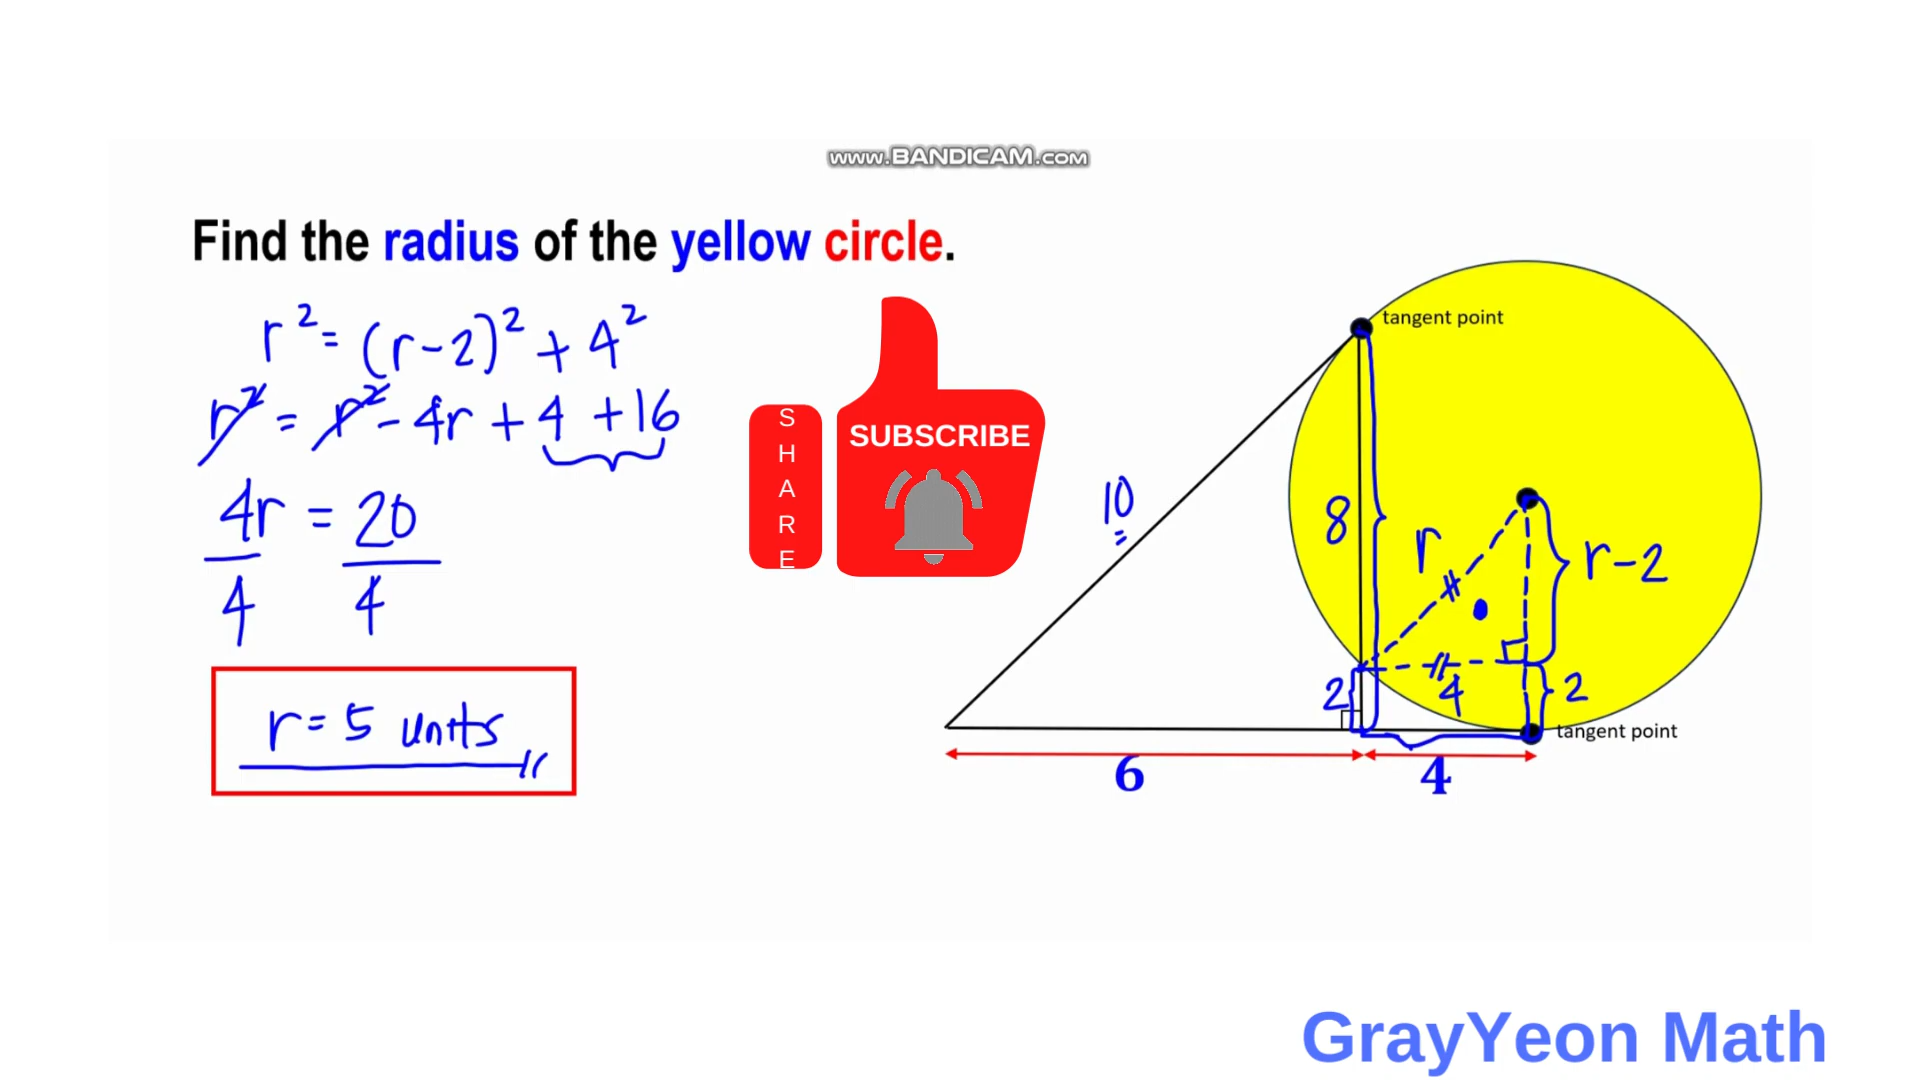 www.BANDICAM.com
Find the radius of the yellow circle.
r² = (r-2)² + 4²
r² = r² - 4r + 4 + 16
4r = 20
4 4
r = 5 units
SHARE
SUBSCRIBE
tangent point
10
8
r
r-2
2
4
2
tangent point
6
4
GrayYeon Math